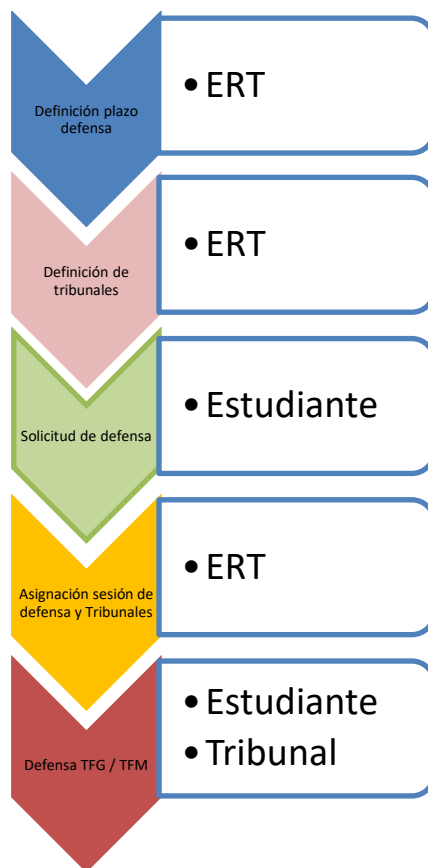 Definición plazo
defensa
• ERT
Definición de
tribunales
• ERT
Solicitud de defensa
• Estudiante
Asignación sesión de
defensa y Tribunales
• ERT
Defensa TFG / TFM
• Estudiante
• Tribunal